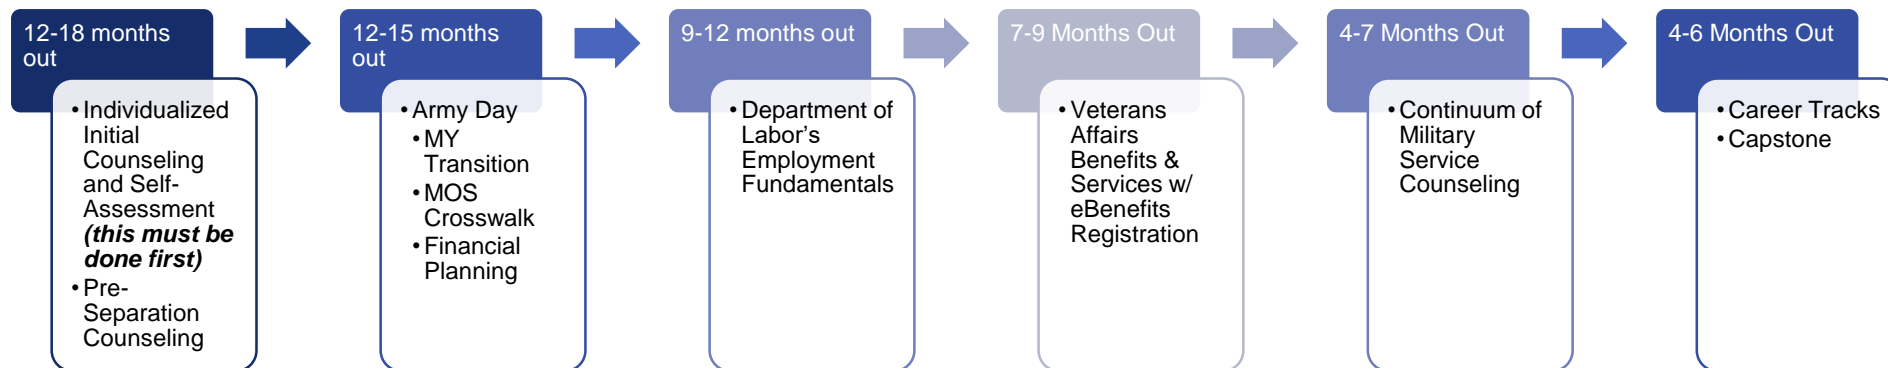 12-18 months
out
• Individualized
Initial
Counseling
and Self-
Assessment
(this must be
done first)
• Pre-
Separation
Counseling
12-15 months
out
• Army Day
• MY
Transition
• MOS
Crosswalk
• Financial
Planning
9-12 months out
• Department of
Labor's
Employment
Fundamentals
7-9 Months Out
• Veterans
Affairs
Benefits &
Services w/
eBenefits
Registration
4-7 Months Out
• Continuum of
Military
Service
Counseling
4-6 Months Out
• Career Tracks
• Capstone